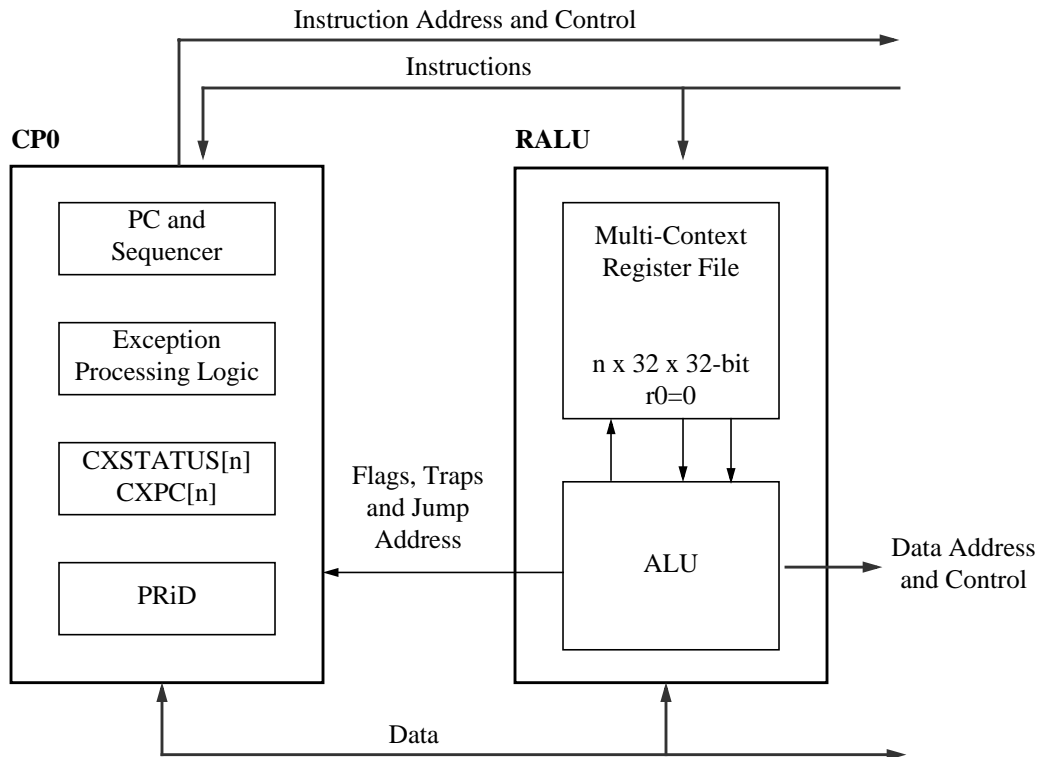 Instruction Address and Control
Instructions
CP0
RALU
PC and
Sequencer
Exception
Processing Logic
CXSTATUS[n]
CXPC[n]
PRiD
Flags, Traps
and Jump
Address
Multi-Context
Register File
n x 32 x 32-bit
r0=0
ALU
Data Address
and Control
Data